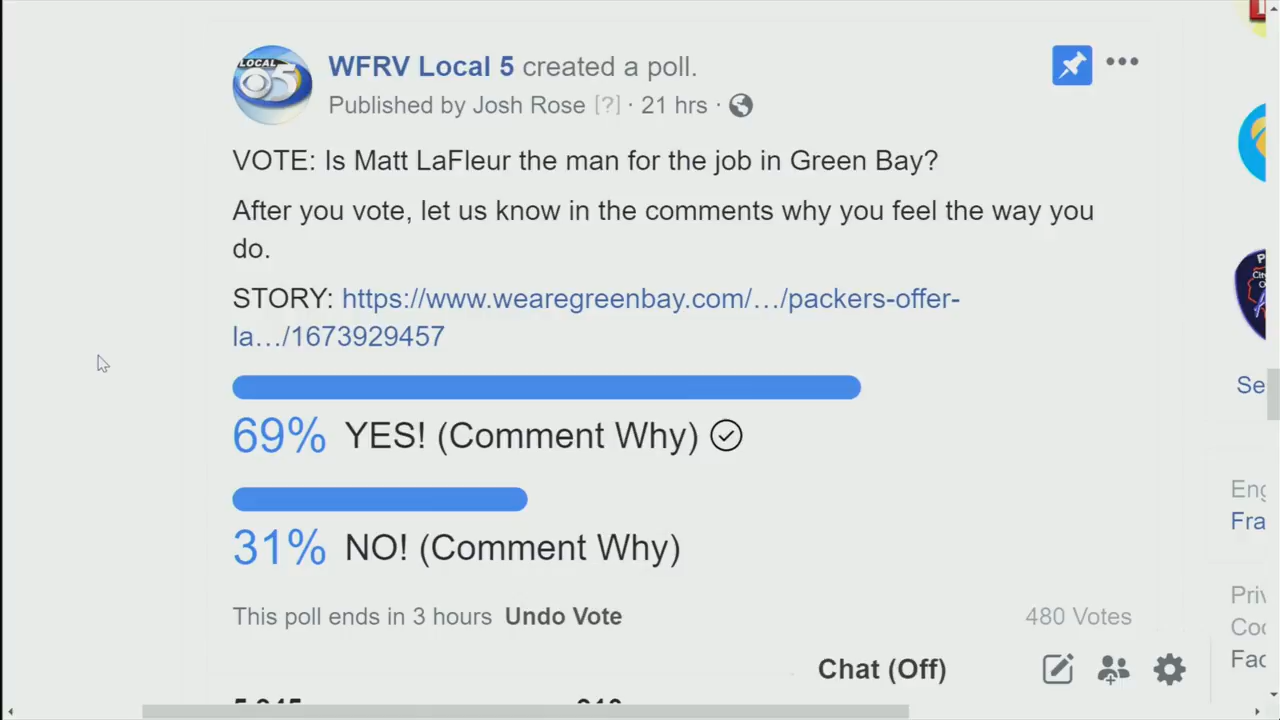 LOCAL
5
WFRV Local 5 created a poll.
Published by Josh Rose [?] · 21 hrs ·
VOTE: Is Matt LaFleur the man for the job in Green Bay?
After you vote, let us know in the comments why you feel the way you
do.
STORY: https://www.wearegreenbay.com/…/packers-offer-
la…/1673929457
69% YES! (Comment Why)
31% NO! (Comment Why)
This poll ends in 3 hours Undo Vote
480 Votes
Chat (Off)
Se
Eng
Fra
Priv
Coo
Fac